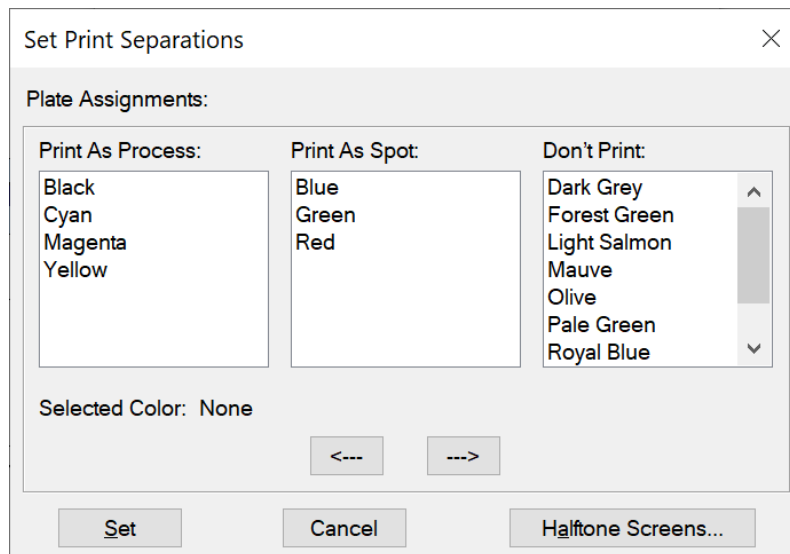 Set Print Separations
Plate Assignments:
Print As Process:
Black
Cyan
Magenta
Yellow
Print As Spot:
Blue
Green
Red
Don't Print:
Dark Grey
Forest Green
Light Salmon
Mauve
Olive
Pale Green
Royal Blue
Selected Color: None
<---
--->
Set
Cancel
Halftone Screens...